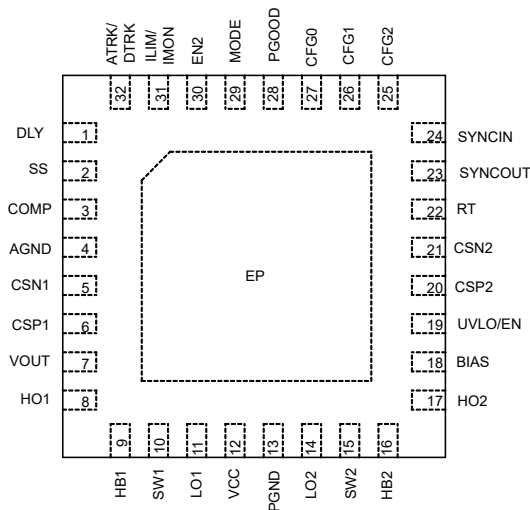 ATRK/
DTRK
ILIM/
IMON
EN2
MODE
PGOOD
CFG0
CFG1
CFG2
32
31
30
29
28
27
26
25
DLY 1
SS 2
COMP 3
AGND 4
CSN1 5
CSP1 6
VOUT 7
HO1 8
EP
24 SYNCIN
23 SYNCOUT
22 RT
21 CSN2
20 CSP2
19 UVLO/EN
18 BIAS
17 HO2
9
10
11
12
13
14
15
16
HB1
SW1
LO1
VCC
PGND
LO2
SW2
HB2